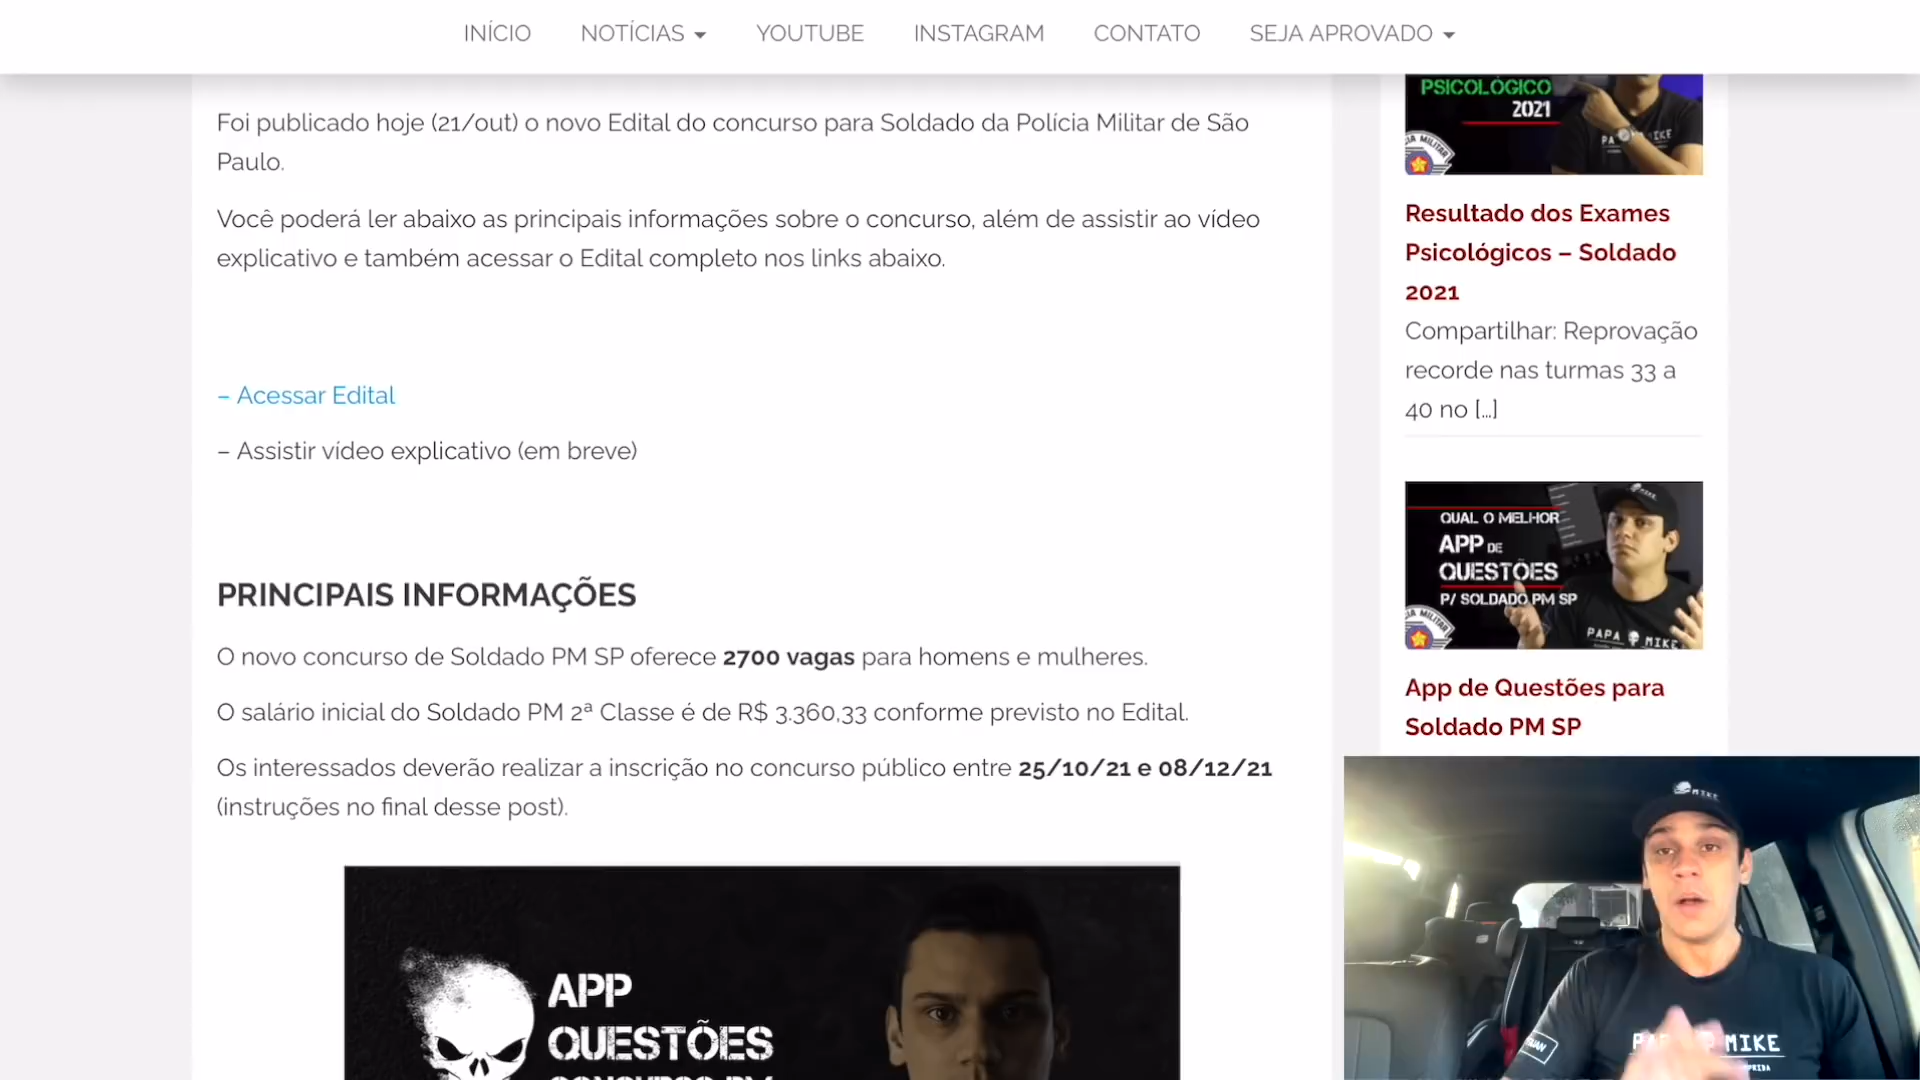 INÍCIO NOTÍCIAS YOUTUBE INSTAGRAM CONTATO SEJA APROVADO
Foi publicado hoje (21/out) o novo Edital do concurso para Soldado da Polícia Militar de São
Paulo.
Você poderá ler abaixo as principais informações sobre o concurso, além de assistir ao vídeo
explicativo e também acessar o Edital completo nos links abaixo.
– Acessar Edital
– Assistir vídeo explicativo (em breve)
PRINCIPAIS INFORMAÇÕES
O novo concurso de Soldado PM SP oferece 2700 vagas para homens e mulheres.
O salário inicial do Soldado PM 2ª Classe é de R$ 3.360,33 conforme previsto no Edital.
Os interessados deverão realizar a inscrição no concurso público entre 25/10/21 e 08/12/21
(instruções no final desse post).
APP
QUESTÕES
PSICOLÓGICO
2021
Resultado dos Exames
Psicológicos – Soldado
2021
Compartilhar: Reprovação
recorde nas turmas 33 a
40 no [...]
QUAL O MELHOR
APP DE
QUESTÕES
P/ SOLDADO PM SP
PAPA MIKE
App de Questões para
Soldado PM SP
MIKE
MIKE